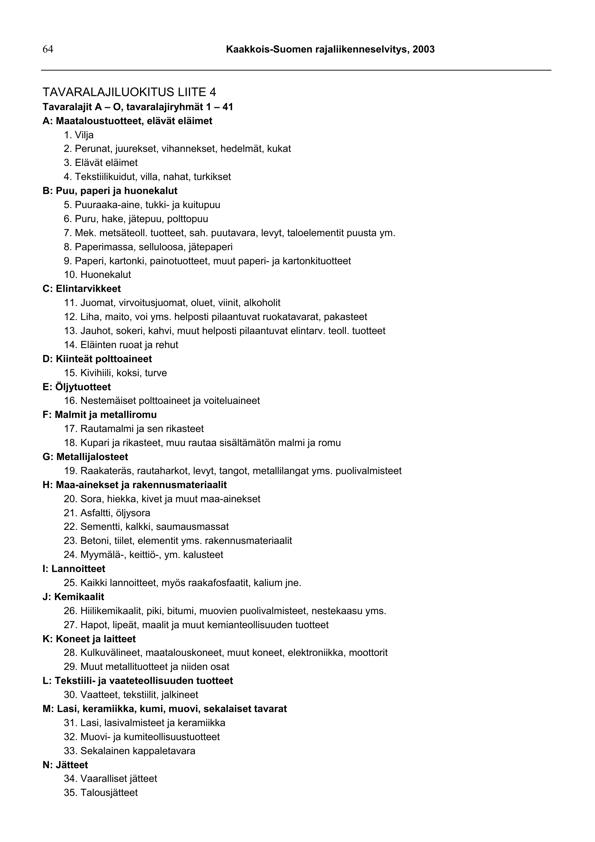 64 Kaakkois-Suomen rajaliikenneselvitys, 2003
TAVARALAJILUOKITUS LIITE 4
Tavaralajit A – O, tavaralajiryhmät 1 – 41
A: Maataloustuotteet, elävät eläimet
1. Vilja
2. Perunat, juurekset, vihannekset, hedelmät, kukat
3. Elävät eläimet
4. Tekstiilikuidut, villa, nahat, turkikset
B: Puu, paperi ja huonekalut
5. Puuraaka-aine, tukki- ja kuitupuu
6. Puru, hake, jätepuu, polttopuu
7. Mek. metsäteoll. tuotteet, sah. puutavara, levyt, taloelementit puusta ym.
8. Paperimassa, selluloosa, jätepaperi
9. Paperi, kartonki, painotuotteet, muut paperi- ja kartonkituotteet
10. Huonekalut
C: Elintarvikkeet
11. Juomat, virvoitusjuomat, oluet, viinit, alkoholit
12. Liha, maito, voi yms. helposti pilaantuvat ruokatavarat, pakasteet
13. Jauhot, sokeri, kahvi, muut helposti pilaantuvat elintarv. teoll. tuotteet
14. Eläinten ruoat ja rehut
D: Kiinteät polttoaineet
15. Kivihiili, koksi, turve
E: Öljytuotteet
16. Nestemäiset polttoaineet ja voiteluaineet
F: Malmit ja metalliromu
17. Rautamalmi ja sen rikasteet
18. Kupari ja rikasteet, muu rautaa sisältämätön malmi ja romu
G: Metallijalosteet
19. Raakateräs, rautaharkot, levyt, tangot, metallilangat yms. puolivalmisteet
H: Maa-ainekset ja rakennusmateriaalit
20. Sora, hiekka, kivet ja muut maa-ainekset
21. Asfaltti, öljysora
22. Sementti, kalkki, saumausmassat
23. Betoni, tiilet, elementit yms. rakennusmateriaalit
24. Myymälä-, keittiö-, ym. kalusteet
I: Lannoitteet
25. Kaikki lannoitteet, myös raakafosfaatit, kalium jne.
J: Kemikaalit
26. Hiilikemikaalit, piki, bitumi, muovien puolivalmisteet, nestekaasu yms.
27. Hapot, lipeät, maalit ja muut kemianteollisuuden tuotteet
K: Koneet ja laitteet
28. Kulkuvälineet, maatalouskoneet, muut koneet, elektroniikka, moottorit
29. Muut metallituotteet ja niiden osat
L: Tekstiili- ja vaateteollisuuden tuotteet
30. Vaatteet, tekstiilit, jalkineet
M: Lasi, keramiikka, kumi, muovi, sekalaiset tavarat
31. Lasi, lasivalmisteet ja keramiikka
32. Muovi- ja kumiteollisuustuotteet
33. Sekalainen kappaletavara
N: Jätteet
34. Vaaralliset jätteet
35. Talousjätteet